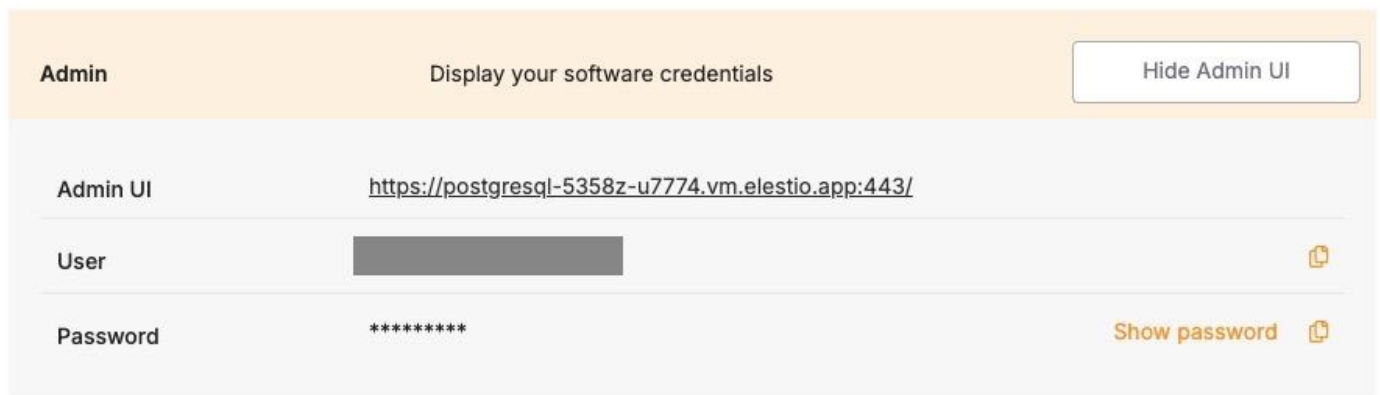 Admin Display your software credentials Hide Admin UI
Admin UI https://postgresql-5358z-u7774.vm.elestio.app:443/
User
Password ********* Show password